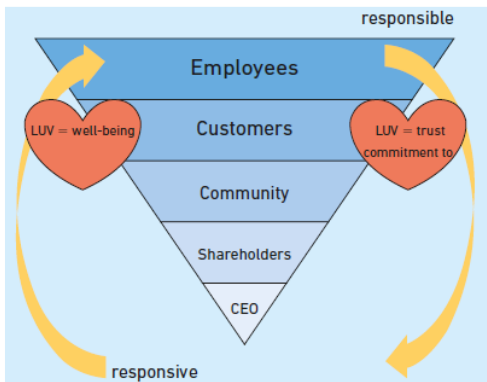 responsible
Employees
LUV = well-being
Customers
LUV = trust
commitment to
Community
Shareholders
CEO
responsive